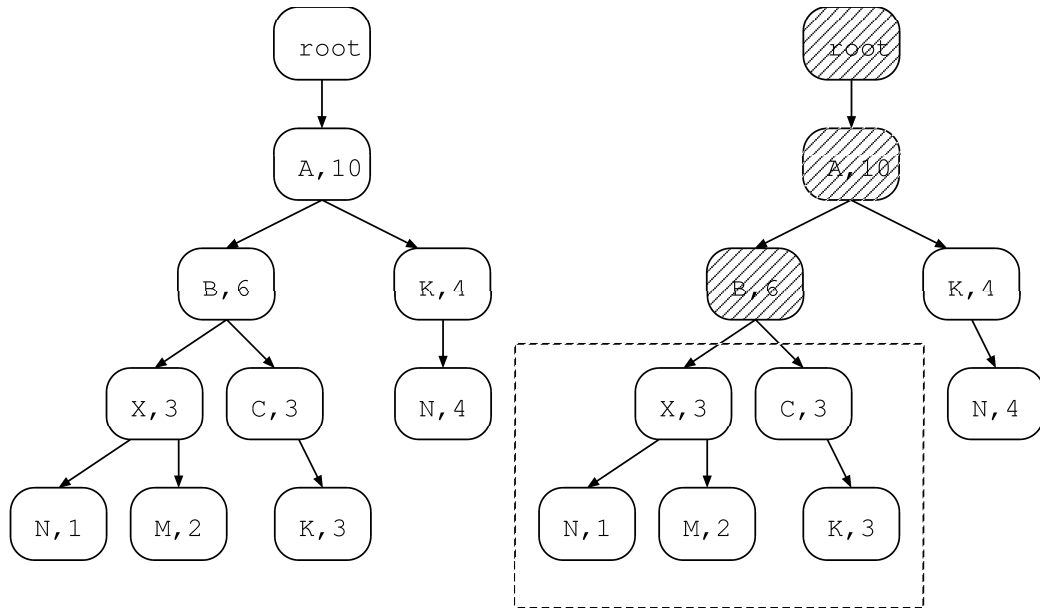 root
A,10
B,6
K,4
X,3
C,3
N,4
N,1
M,2
K,3
root
A,10
B,6
K,4
X,3
C,3
N,4
N,1
M,2
K,3